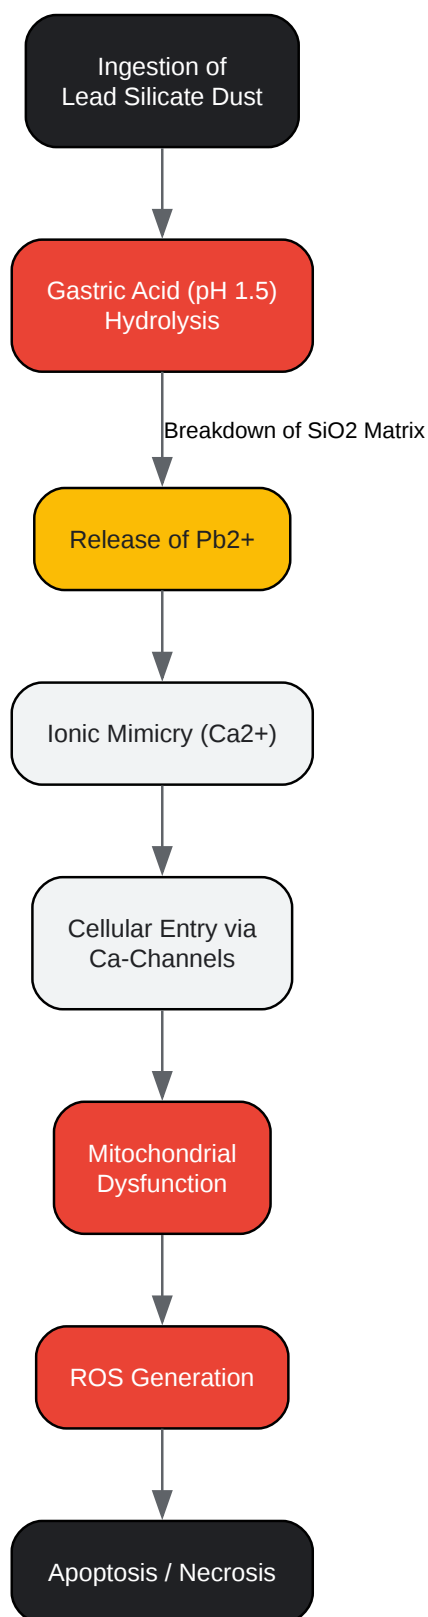 Ingestion of
Lead Silicate Dust
Gastric Acid (pH 1.5)
Hydrolysis
Breakdown of SiO2 Matrix
Release of Pb2+
Ionic Mimicry (Ca2+)
Cellular Entry via
Ca-Channels
Mitochondrial
Dysfunction
ROS Generation
Apoptosis / Necrosis